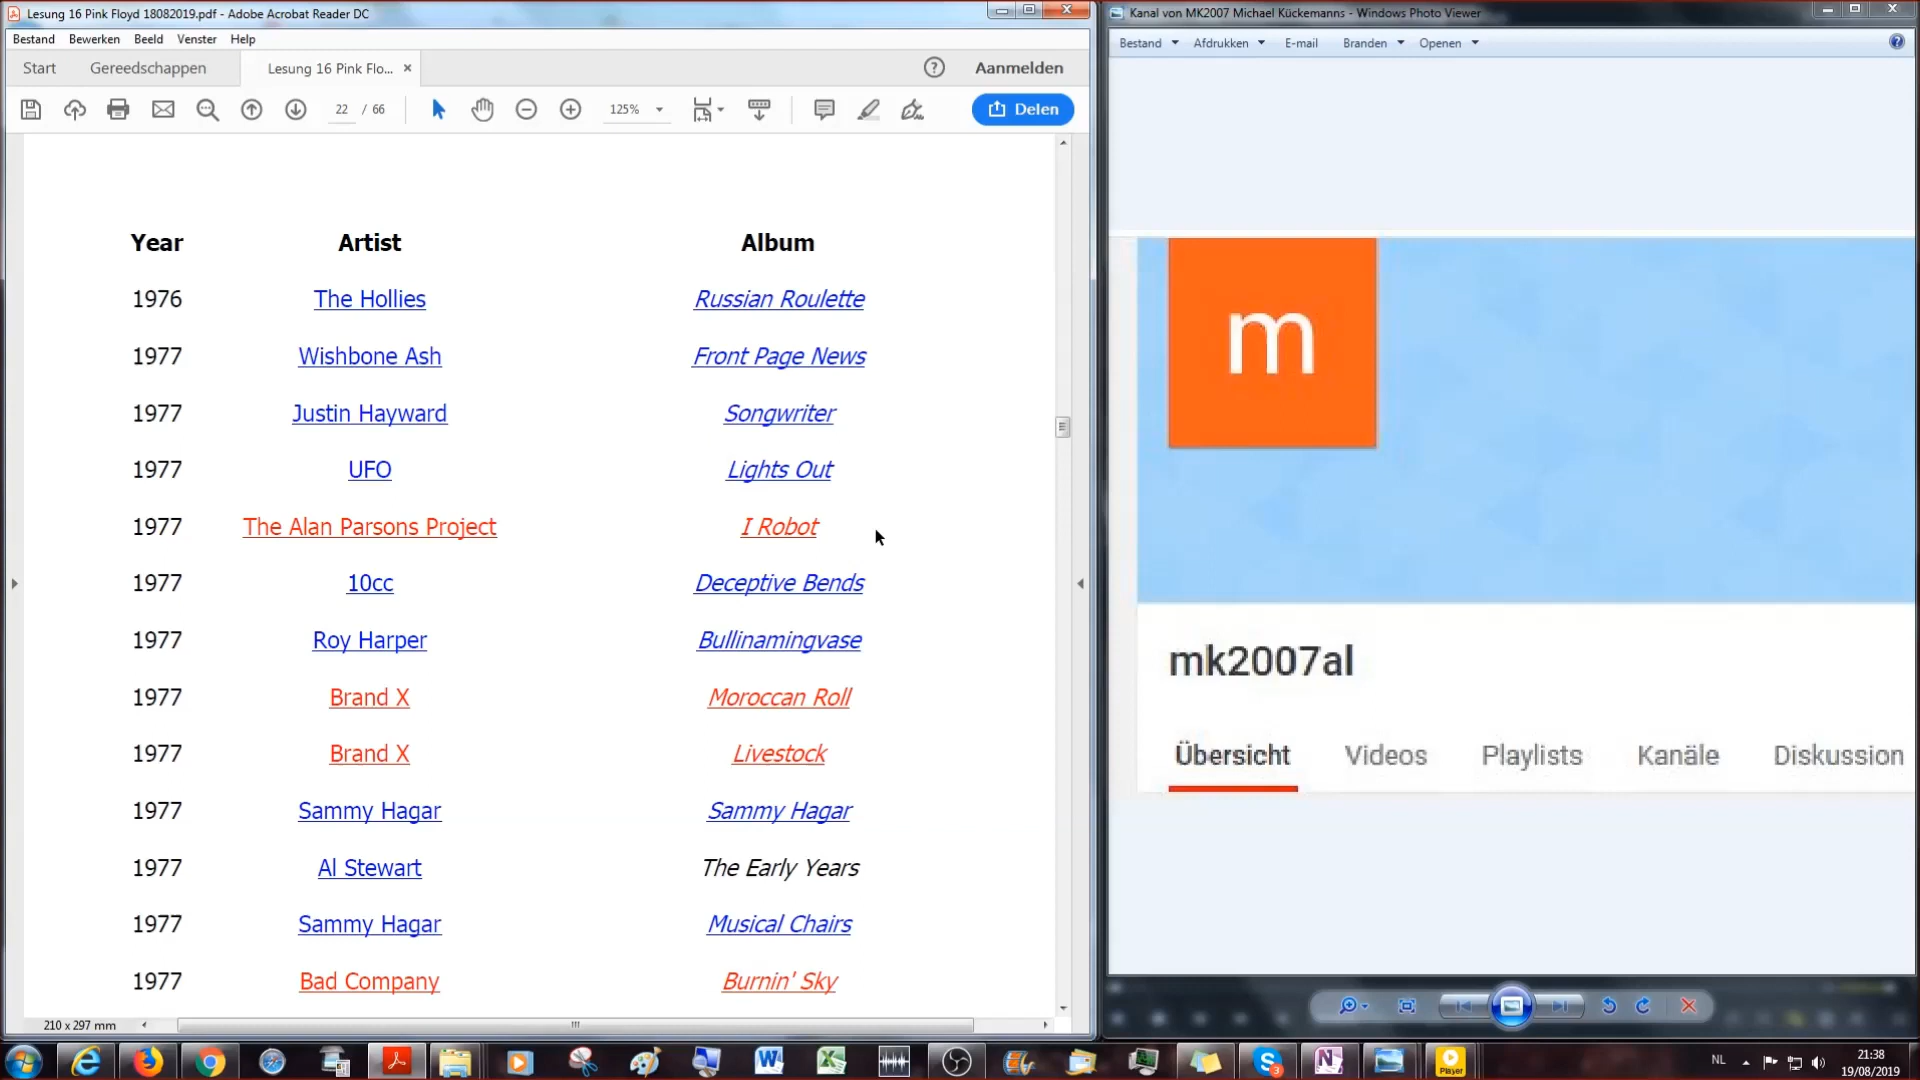 Lesung 16 Pink Floyd 18082019.pdf - Adobe Acrobat Reader DC
Bestand Bewerken Beeld Venster Help
Start Gereedschappen Lesung 16 Pink Flo... × Aanmelden
22 / 66 125% Delen
Year Artist Album
1976 The Hollies Russian Roulette
1977 Wishbone Ash Front Page News
1977 Justin Hayward Songwriter
1977 UFO Lights Out
1977 The Alan Parsons Project I Robot
1977 10cc Deceptive Bends
1977 Roy Harper Bullinamingvase
1977 Brand X Moroccan Roll
1977 Brand X Livestock
1977 Sammy Hagar Sammy Hagar
1977 Al Stewart The Early Years
1977 Sammy Hagar Musical Chairs
1977 Bad Company Burnin' Sky
210 x 297 mm
Kanal von MK2007 Michael Kückemanns - Windows Photo Viewer
Bestand Afdrukken E-mail Branden Openen
m
mk2007al
Übersicht Videos Playlists Kanäle Diskussion
Player
NL
21:38
19/08/2019